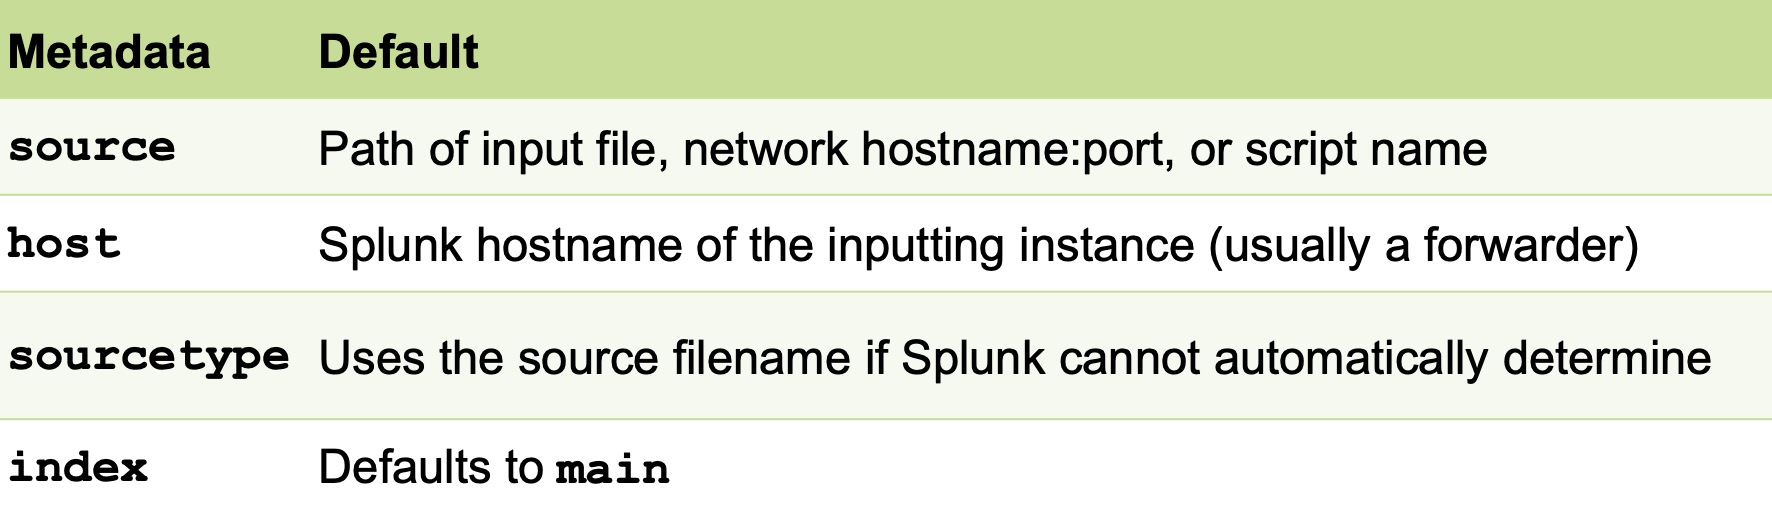 Metadata Default
source Path of input file, network hostname:port, or script name
host Splunk hostname of the inputting instance (usually a forwarder)
sourcetype Uses the source filename if Splunk cannot automatically determine
index Defaults to main